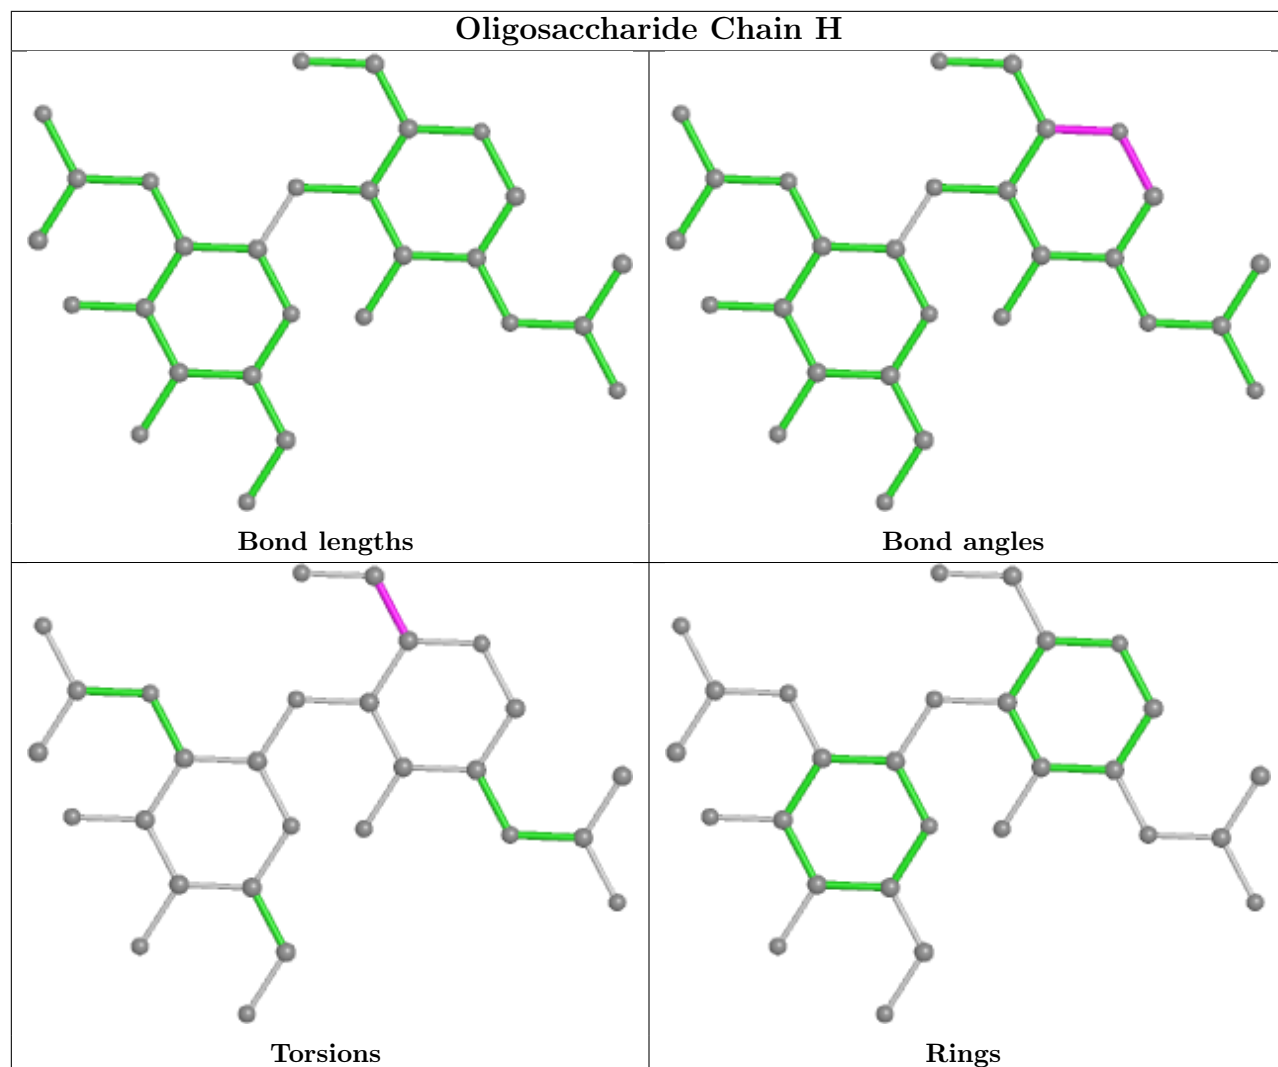 Oligosaccharide Chain H
Bond lengths
Bond angles
Torsions
Rings